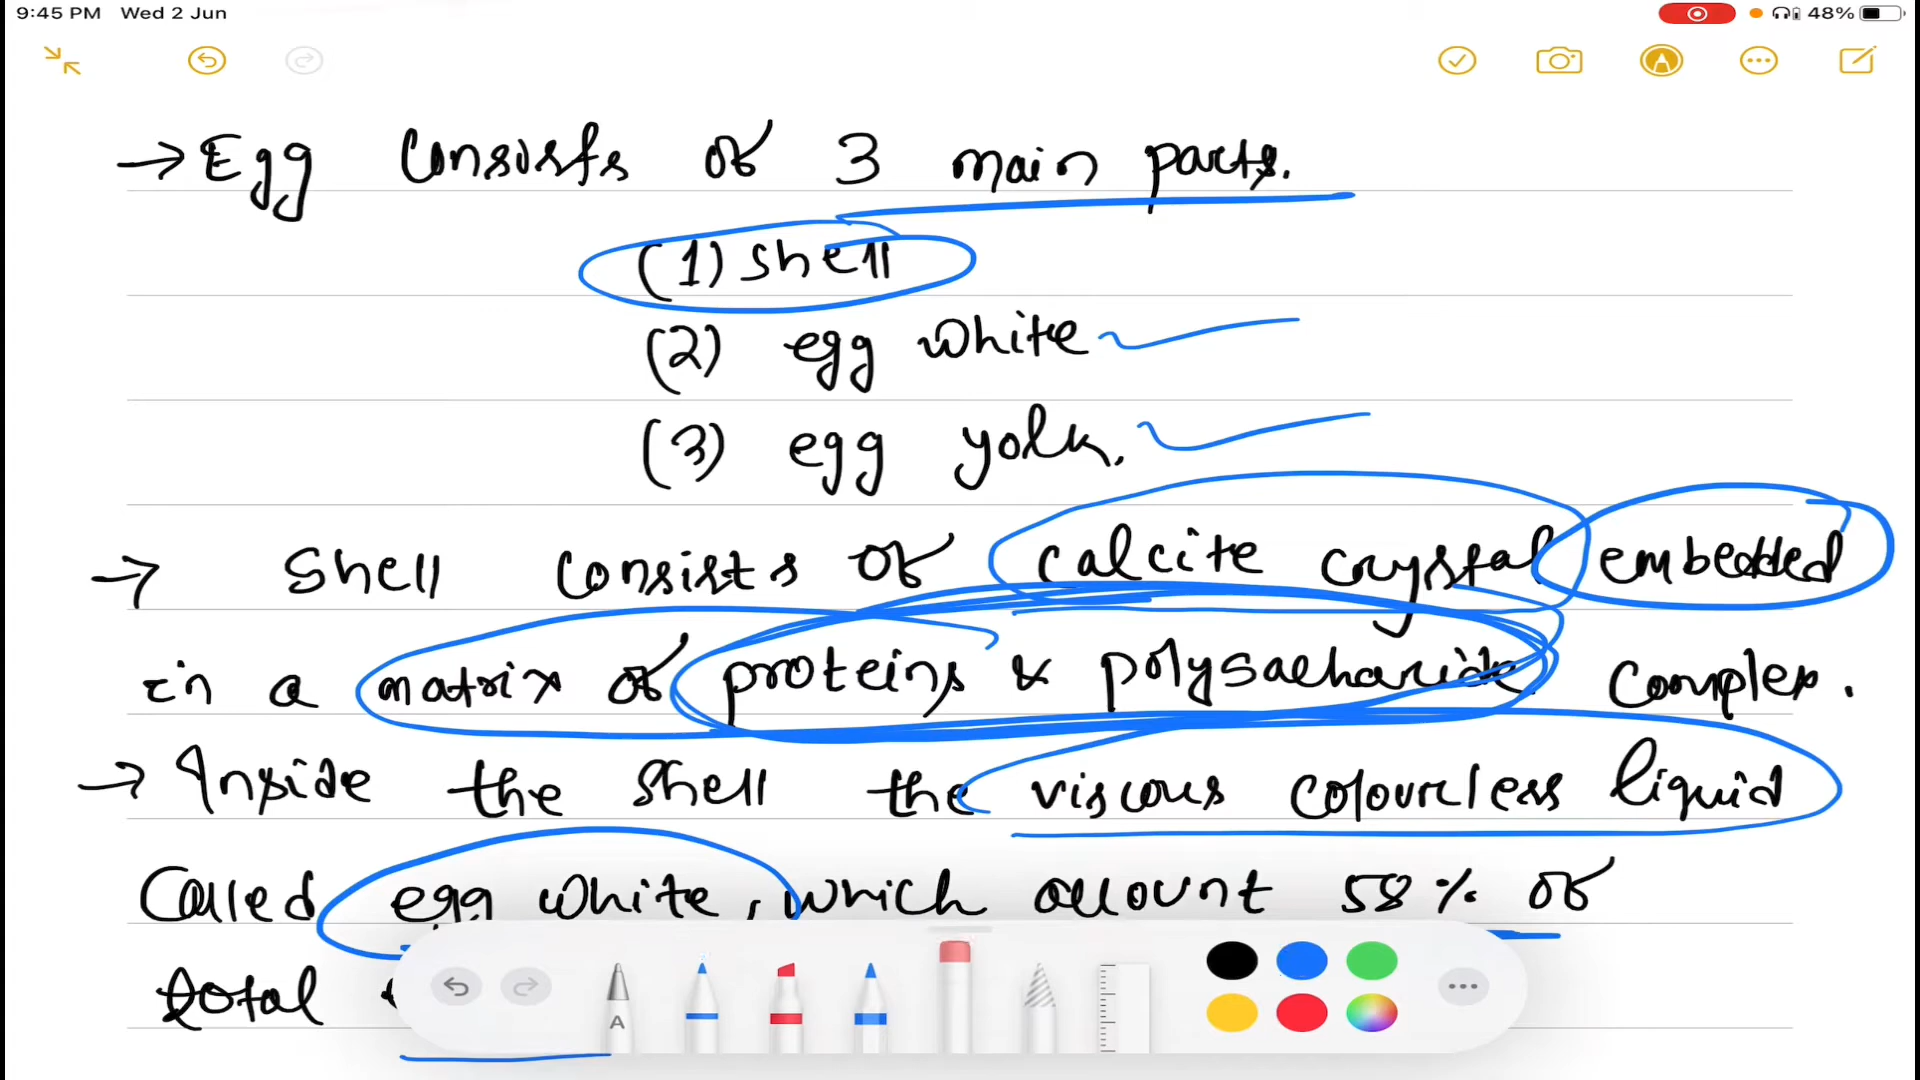 9:45 PM Wed 2 Jun 48%
→ Egg consists of 3 main parts.
(1) shell
(2) egg white
(3) egg yolk.
→ Shell consists of calcite crystal embedded
in a matrix of proteins & polysaccharide complex.
→ Inside the shell the viscous colourless liquid
Called egg white, which account 58% of
total
A